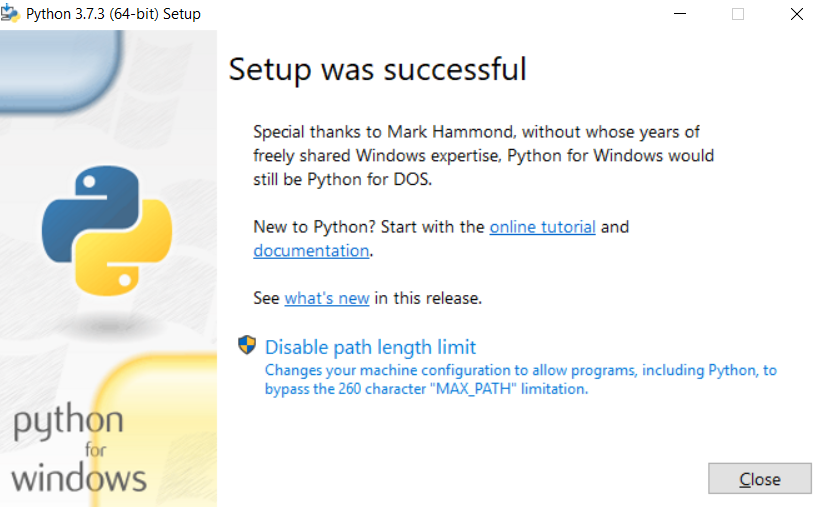 Python 3.7.3 (64-bit) Setup
Setup was successful
Special thanks to Mark Hammond, without whose years of
freely shared Windows expertise, Python for Windows would
still be Python for DOS.
New to Python? Start with the online tutorial and
documentation.
See what's new in this release.
Disable path length limit
Changes your machine configuration to allow programs, including Python, to
bypass the 260 character "MAX_PATH" limitation.
python
for
windows
Close